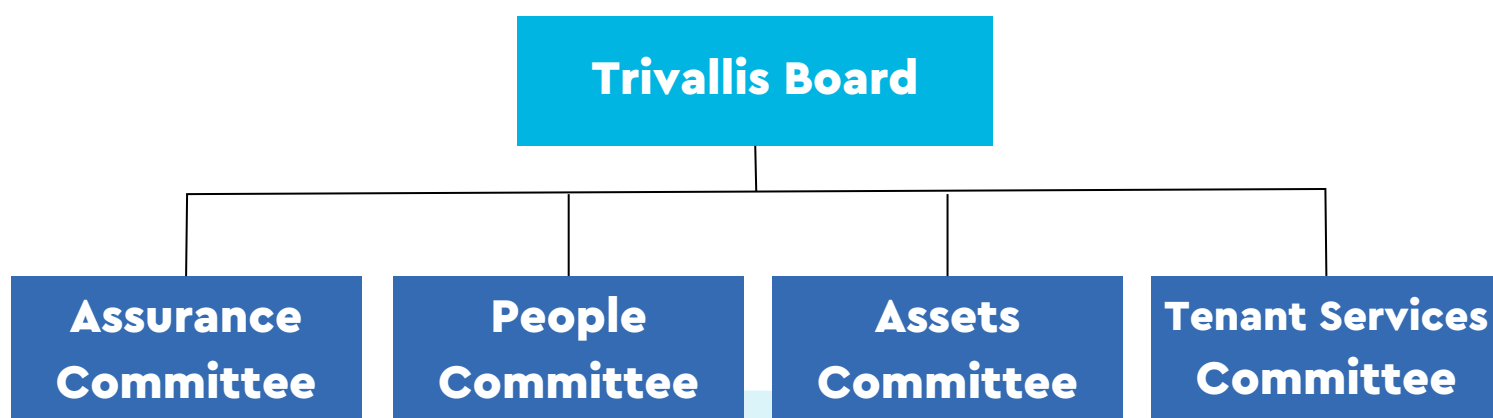 Trivallis Board
Assurance
Committee
People
Committee
Assets
Committee
Tenant Services
Committee